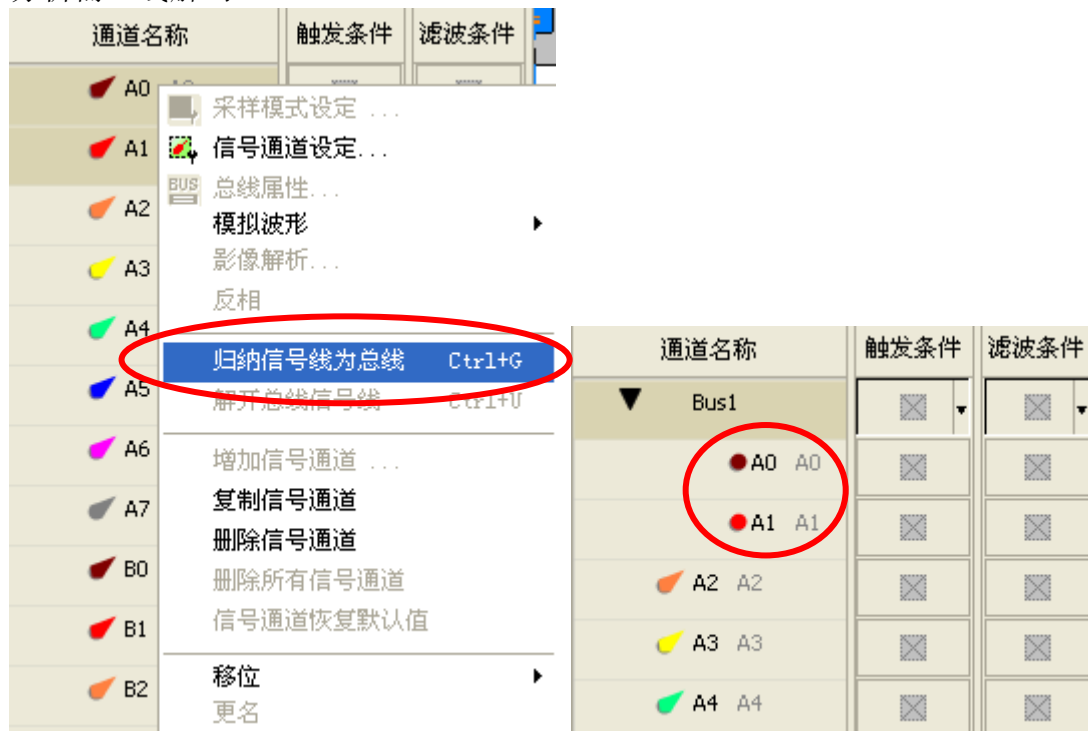 通道名称 触发条件 滤波条件
A0
A1
A2
A3
A4
A5
A6
A7
B0
B1
B2
采样模式设定 ...
信号通道设定...
BUS 总线属性...
模拟波形
影像解析...
反相
归纳信号线为总线 Ctrl+G
解开总线信号线 Ctrl+U
增加信号通道 ...
复制信号通道
删除信号通道
删除所有信号通道
信号通道恢复默认值
移位
更名
通道名称 触发条件 滤波条件
Bus1
A0 A0
A1 A1
A2 A2
A3 A3
A4 A4